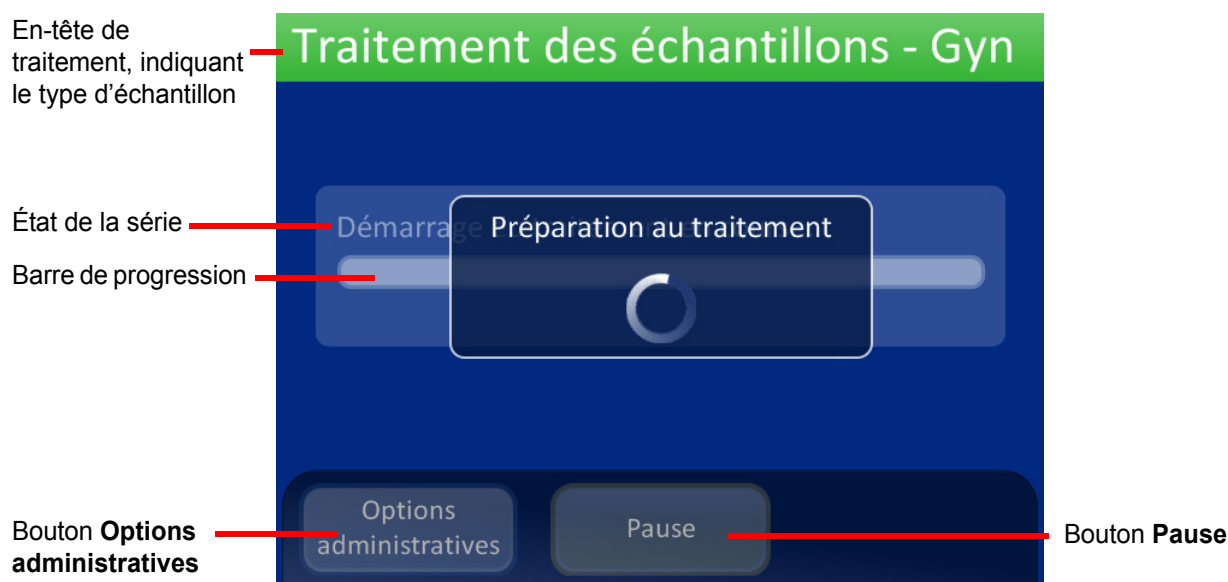 En-tête de
traitement, indiquant
le type d’échantillon
Traitement des échantillons - Gyn
État de la série
Démarrage
Préparation au traitement
Barre de progression
Options
administratives
Pause
Bouton Options
administratives
Bouton Pause